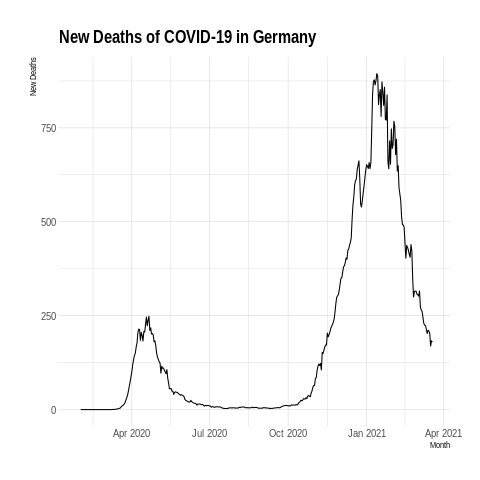 New Deaths of COVID-19 in Germany
New Deaths
750
500
250
0
Apr 2020 Jul 2020 Oct 2020 Jan 2021 Apr 2021
Month